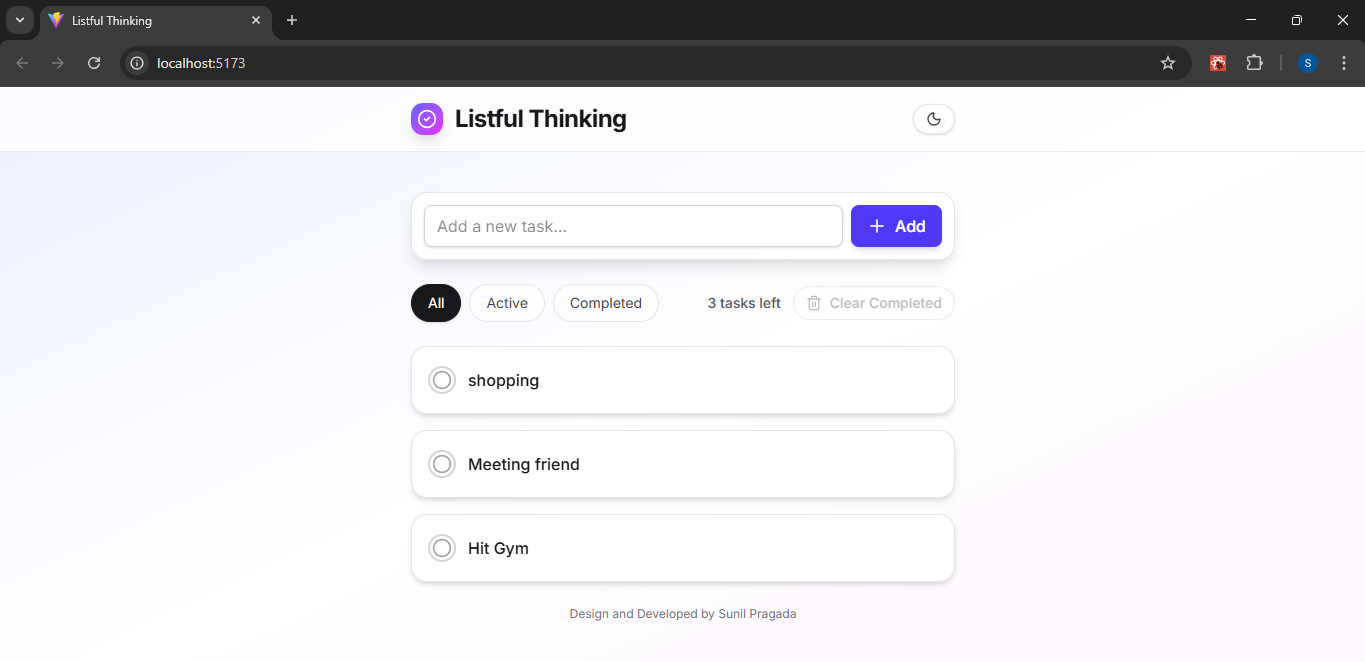 Listful Thinking
localhost:5173
S
Listful Thinking
Add a new task...
Add
All
Active
Completed
3 tasks left
Clear Completed
shopping
Meeting friend
Hit Gym
Design and Developed by Sunil Pragada